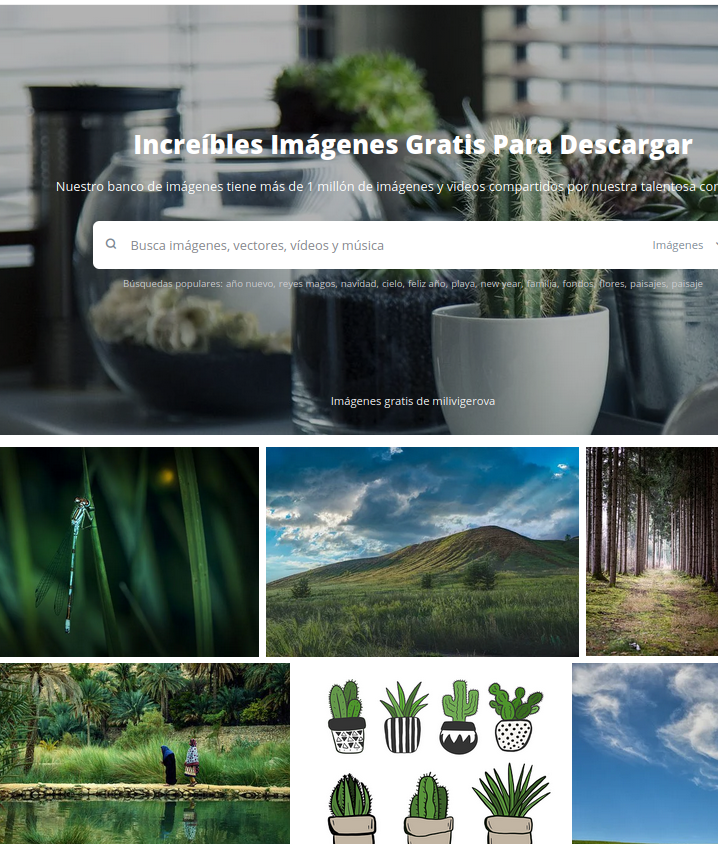 Increíbles Imágenes Gratis Para Descargar
Nuestro banco de imágenes tiene más de 1 millón de imágenes y vídeos compartidos por nuestra talentosa
Busca imágenes, vectores, vídeos y música
Imágenes
Búsquedas populares: año nuevo, reyes magos, navidad, cielo, feliz año, playa, new year, familia, fondos, flores, paisajes, paisaje
Imágenes gratis de milivigerova